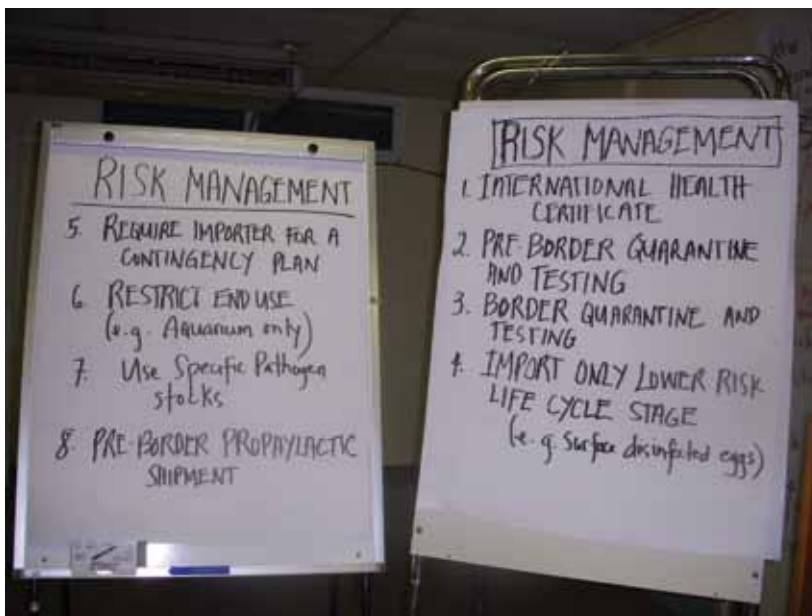 RISK MANAGEMENT
1. INTERNATIONAL HEALTH
CERTIFICATE
2. PRE BORDER QUARANTINE
AND TESTING
3. BORDER QUARANTINE AND
TESTING
4. IMPORT ONLY LOWER RISK
LIFE CYCLE STAGE
(e.g. Surface disinfected eggs)
RISK MANAGEMENT
5. REQUIRE IMPORTER FOR A
CONTINGENCY PLAN
6. RESTRICT END USE
(e.g. Aquarium only)
7. Use Specific Pathogen
stocks
8. PRE-BORDER PROPAYLACTIC
SHIPMENT